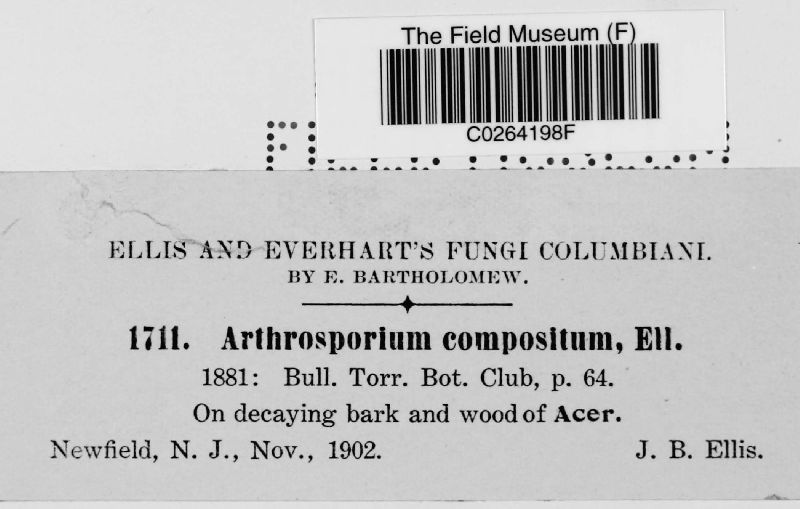 The Field Museum (F)
C0264198F
ELLIS AND EVERHART'S FUNGI COLUMBIANI.
BY E. BARTHOLOMEW.
1711. Arthrosporium compositum, Ell.
1881: Bull. Torr. Bot. Club, p. 64.
On decaying bark and wood of Acer.
Newfield, N. J., Nov., 1902. J. B. Ellis.